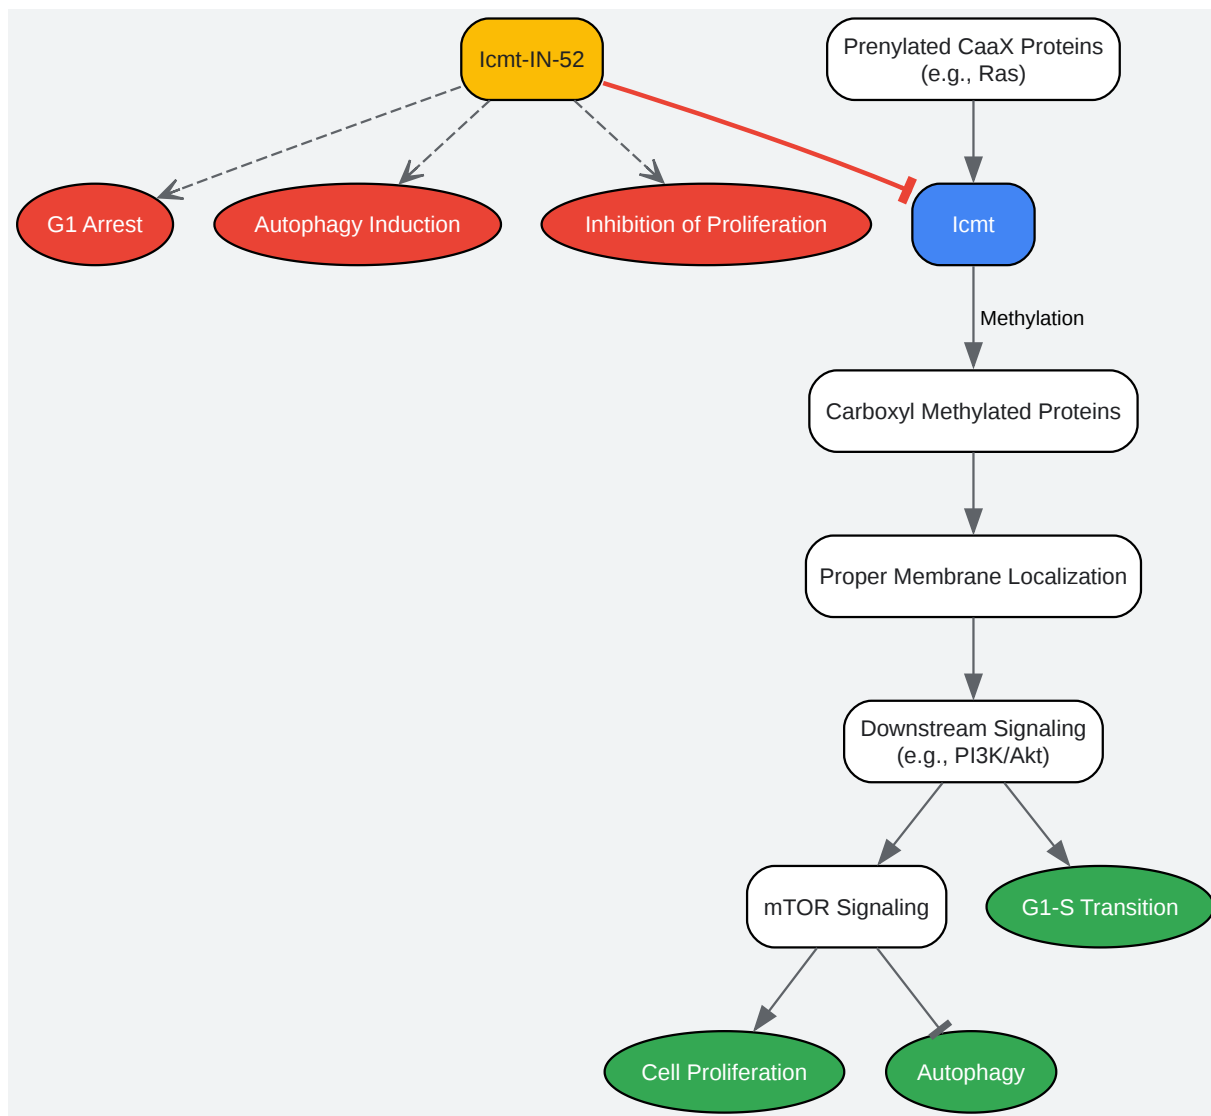 Icmt-IN-52
Prenylated CaaX Proteins
(e.g., Ras)
G1 Arrest
Autophagy Induction
Inhibition of Proliferation
Icmt
Methylation
Carboxyl Methylated Proteins
Proper Membrane Localization
Downstream Signaling
(e.g., PI3K/Akt)
mTOR Signaling
G1-S Transition
Cell Proliferation
Autophagy